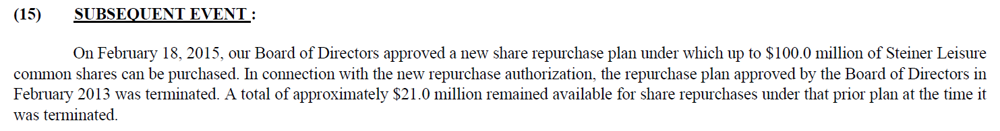 (15) SUBSEQUENT EVENT :
On February 18, 2015, our Board of Directors approved a new share repurchase plan under which up to $100.0 million of Steiner Leisure
common shares can be purchased. In connection with the new repurchase authorization, the repurchase plan approved by the Board of Directors in
February 2013 was terminated. A total of approximately $21.0 million remained available for share repurchases under that prior plan at the time it
was terminated.